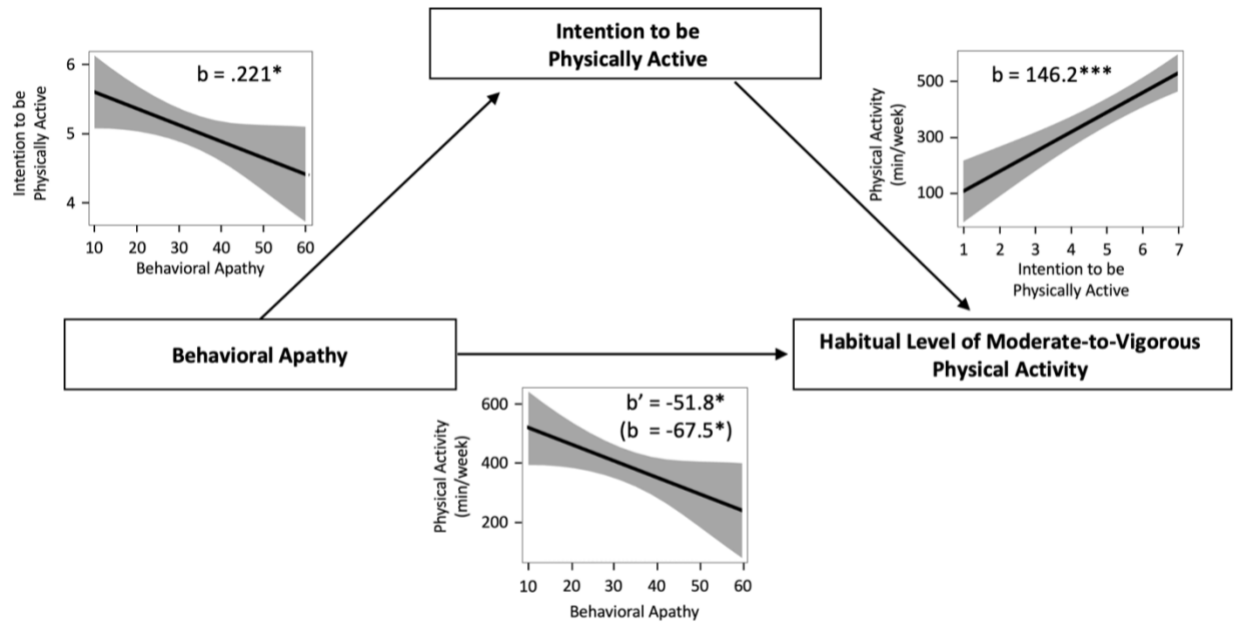 Intention to be
Physically Active
b = .221*
6
5
4
Intention to be
Physically Active
10 20 30 40 50 60
Behavioral Apathy
b = 146.2***
500
300
100
Physical Activity
(min/week)
1 2 3 4 5 6 7
Intention to be
Physically Active
Behavioral Apathy
Habitual Level of Moderate-to-Vigorous
Physical Activity
b′ = -51.8*
(b = -67.5*)
600
400
200
Physical Activity
(min/week)
10 20 30 40 50 60
Behavioral Apathy